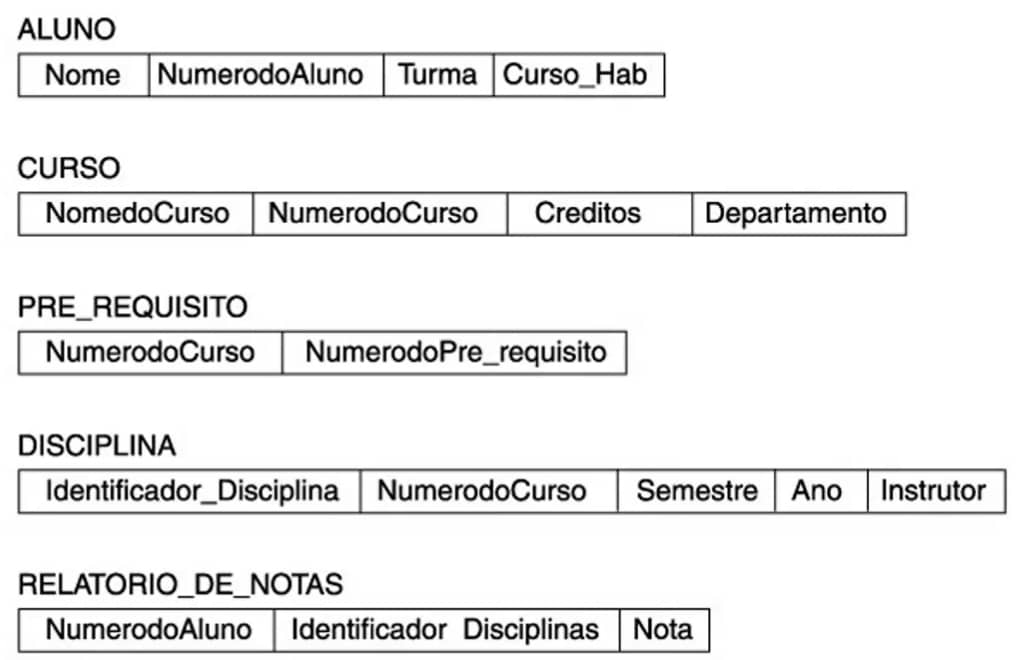 ALUNO
Nome NumerodoAluno Turma Curso_Hab
CURSO
NomedoCurso NumerodoCurso Creditos Departamento
PRE_REQUISITO
NumerodoCurso NumerodoPre_requisito
DISCIPLINA
Identificador_Disciplina NumerodoCurso Semestre Ano Instrutor
RELATORIO_DE_NOTAS
NumerodoAluno Identificador Disciplinas Nota